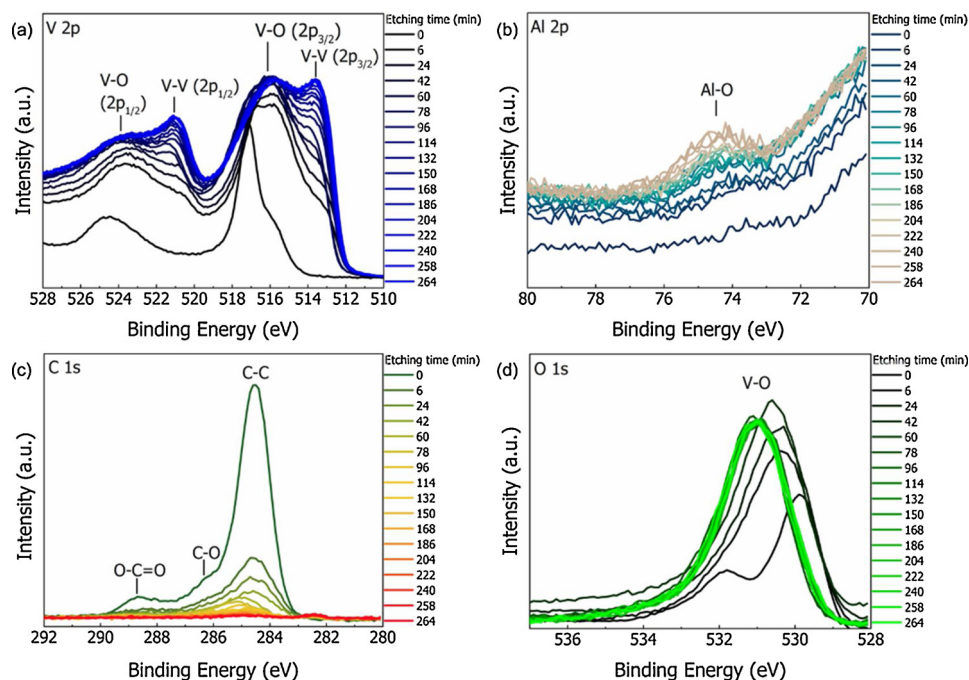 (a)
V 2p
V-O
(2p1/2)
V-V (2p1/2)
V-O (2p3/2)
V-V (2p3/2)
Intensity (a.u.)
528 526 524 522 520 518 516 514 512 510
Binding Energy (eV)
Etching time (min)
0
6
24
42
60
78
96
114
132
150
168
186
204
222
240
258
264
(b)
Al 2p
Al-O
Intensity (a.u.)
80 78 76 74 72 70
Binding Energy (eV)
Etching time (min)
0
6
24
42
60
78
96
114
132
150
168
186
204
222
240
258
264
(c)
C 1s
C-C
C-O
O-C=O
Intensity (a.u.)
292 290 288 286 284 282 280
Binding Energy (eV)
Etching time (min)
0
6
24
42
60
78
96
114
132
150
168
186
204
222
240
258
264
(d)
O 1s
V-O
Intensity (a.u.)
536 534 532 530 528
Binding Energy (eV)
Etching time (min)
0
6
24
42
60
78
96
114
132
150
168
186
204
222
240
258
264